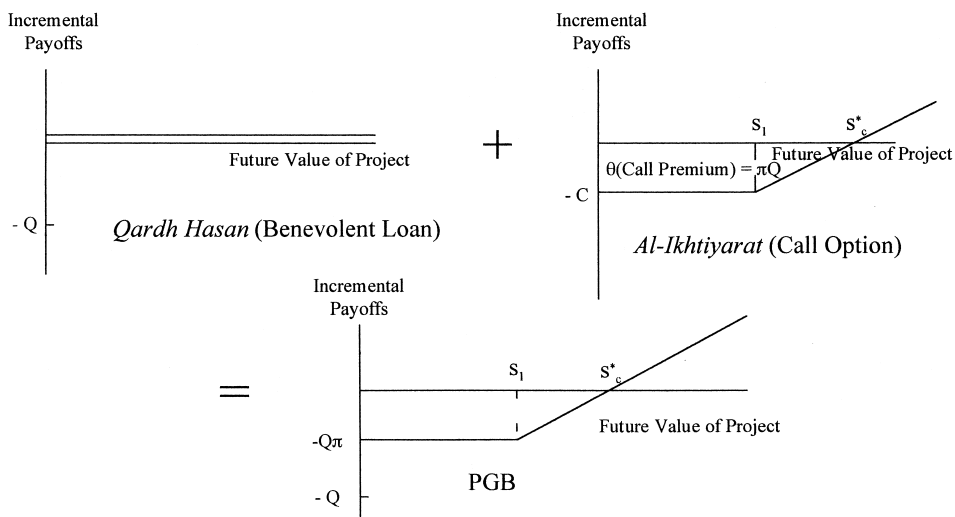 Incremental
Payoffs
Future Value of Project
- Q
Qardh Hasan (Benevolent Loan)
+
Incremental
Payoffs
S₁ S*c
Future Value of Project
θ(Call Premium) = πQ
- C
Al-Ikhtiyarat (Call Option)
=
Incremental
Payoffs
S₁ S*c
Future Value of Project
-Qπ
PGB
- Q